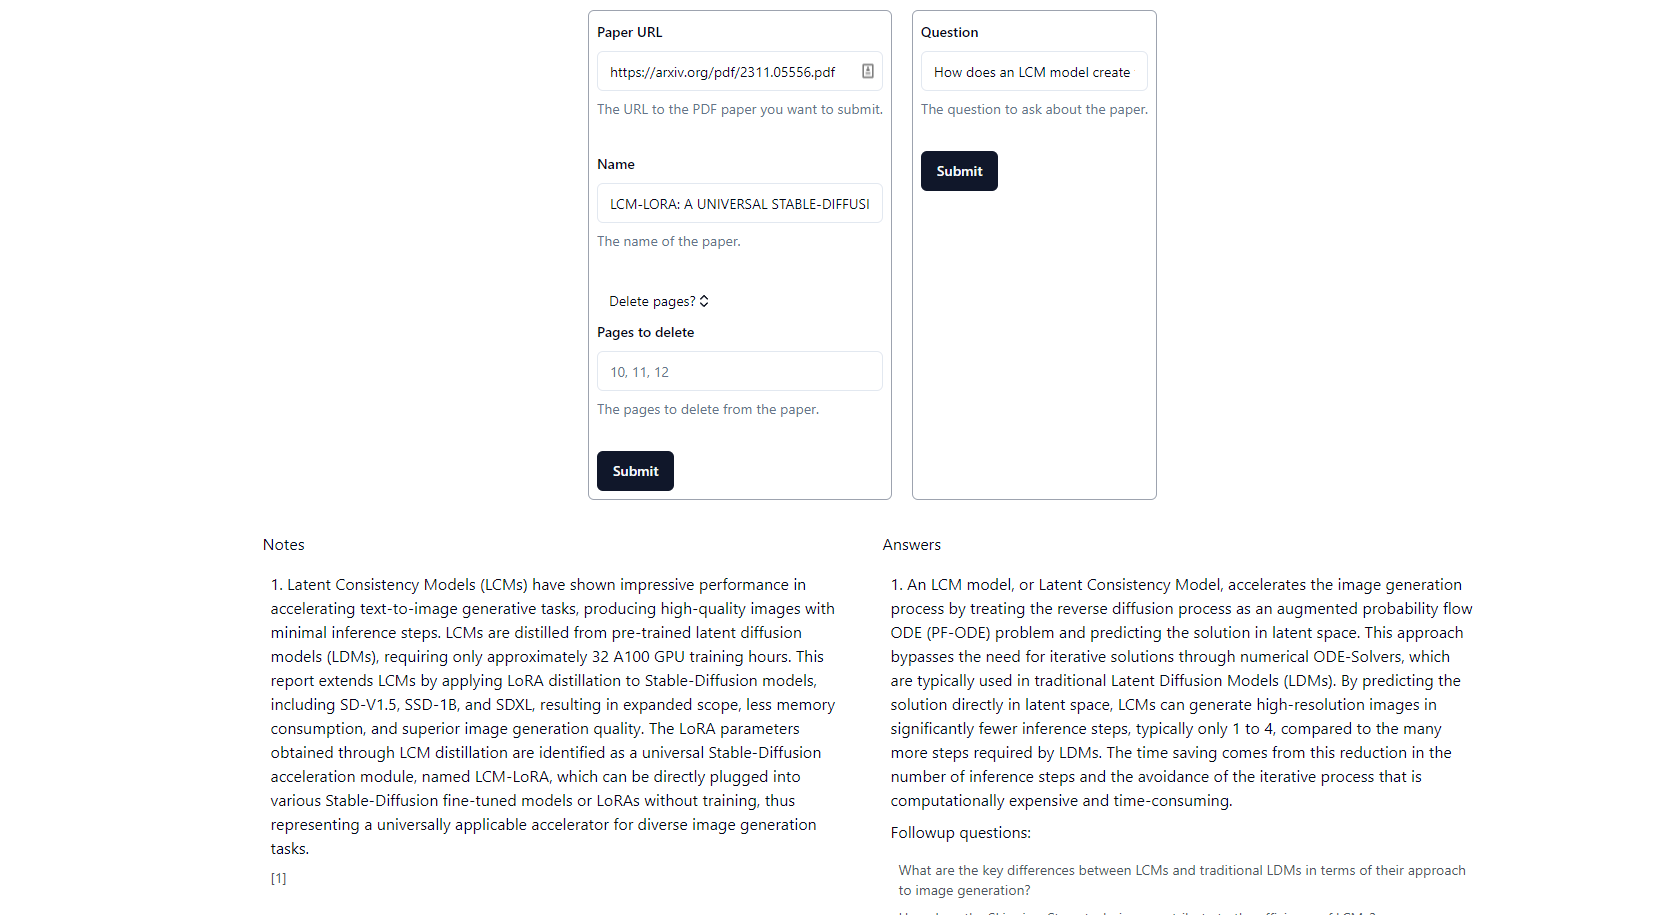 Paper URL
https://arxiv.org/pdf/2311.05556.pdf
The URL to the PDF paper you want to submit.
Name
LCM-LORA: A UNIVERSAL STABLE-DIFFUSI
The name of the paper.
Delete pages?
Pages to delete
10, 11, 12
The pages to delete from the paper.
Submit
Question
How does an LCM model create
The question to ask about the paper.
Submit
Notes
1. Latent Consistency Models (LCMs) have shown impressive performance in
accelerating text-to-image generative tasks, producing high-quality images with
minimal inference steps. LCMs are distilled from pre-trained latent diffusion
models (LDMs), requiring only approximately 32 A100 GPU training hours. This
report extends LCMs by applying LoRA distillation to Stable-Diffusion models,
including SD-V1.5, SSD-1B, and SDXL, resulting in expanded scope, less memory
consumption, and superior image generation quality. The LoRA parameters
obtained through LCM distillation are identified as a universal Stable-Diffusion
acceleration module, named LCM-LoRA, which can be directly plugged into
various Stable-Diffusion fine-tuned models or LoRAs without training, thus
representing a universally applicable accelerator for diverse image generation
tasks.
[1]
Answers
1. An LCM model, or Latent Consistency Model, accelerates the image generation
process by treating the reverse diffusion process as an augmented probability flow
ODE (PF-ODE) problem and predicting the solution in latent space. This approach
bypasses the need for iterative solutions through numerical ODE-Solvers, which
are typically used in traditional Latent Diffusion Models (LDMs). By predicting the
solution directly in latent space, LCMs can generate high-resolution images in
significantly fewer inference steps, typically only 1 to 4, compared to the many
more steps required by LDMs. The time saving comes from this reduction in the
number of inference steps and the avoidance of the iterative process that is
computationally expensive and time-consuming.
Followup questions:
What are the key differences between LCMs and traditional LDMs in terms of their approach
to image generation?